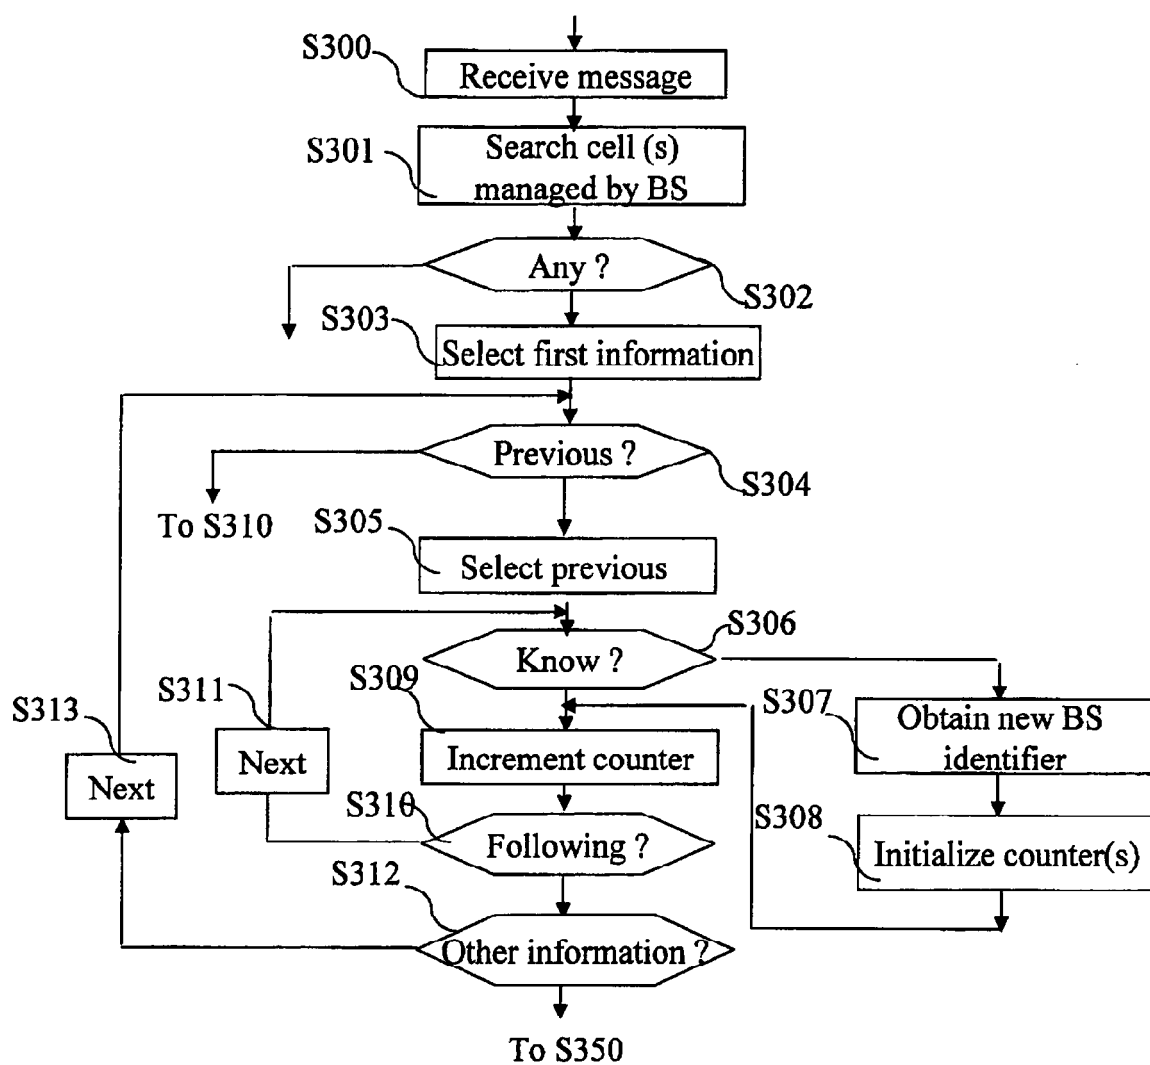 S300
Receive message
S301
Search cell (s)
managed by BS
Any ?
S302
S303
Select first information
Previous ?
S304
To S310
S305
Select previous
S306
Know ?
S309
S311
S313
S307
Obtain new BS
identifier
Next
Next
Increment counter
S310
S308
Following ?
Initialize counter(s)
S312
Other information ?
To S350